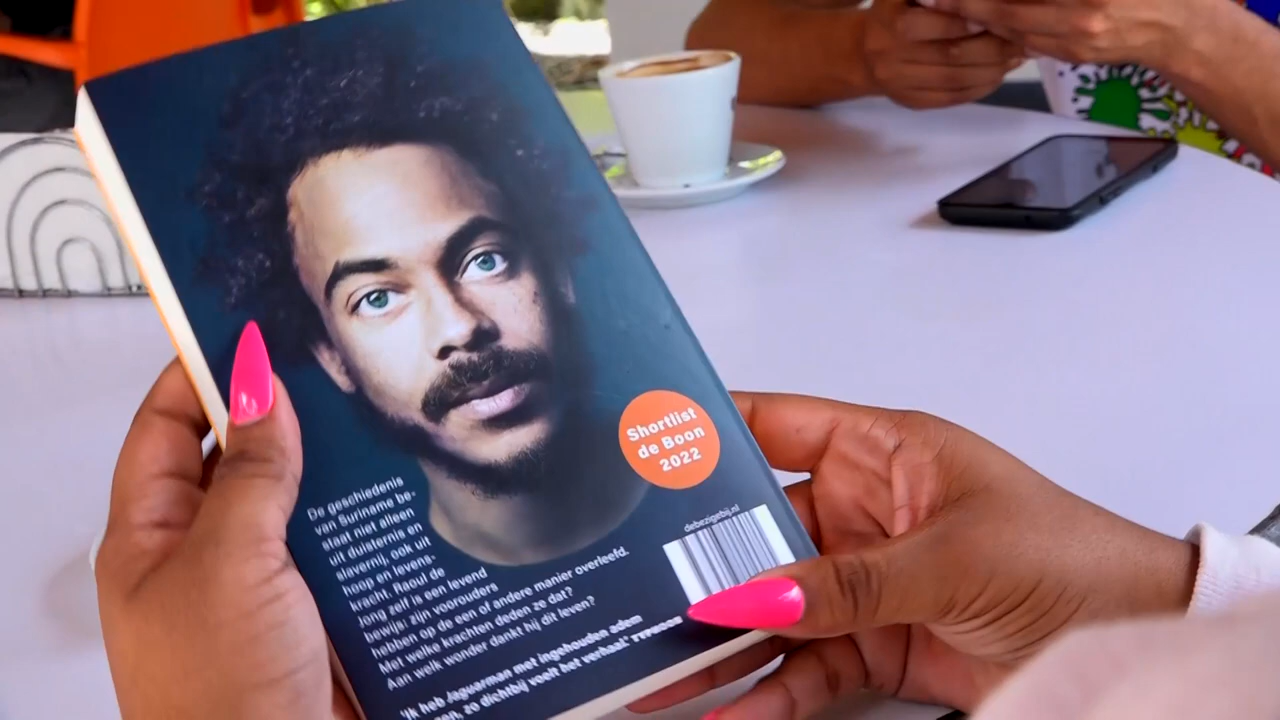 Shortlist
de Boon
2022
debezigebij.nl
De geschiedenis
van Suriname be-
staat niet alleen
uit duisternis en
slavernij, ook uit
hoop en levens-
kracht. Raoul de
Jong zelf is een levend
bewijs: zijn voorouders
hebben op de een of andere manier overleefd.
Met welke krachten deden ze dat?
Aan welk wonder dankt hij dit leven?
'Ik heb Jaguarman met ingehouden adem
zo dichtbij voelt het verhaal.'